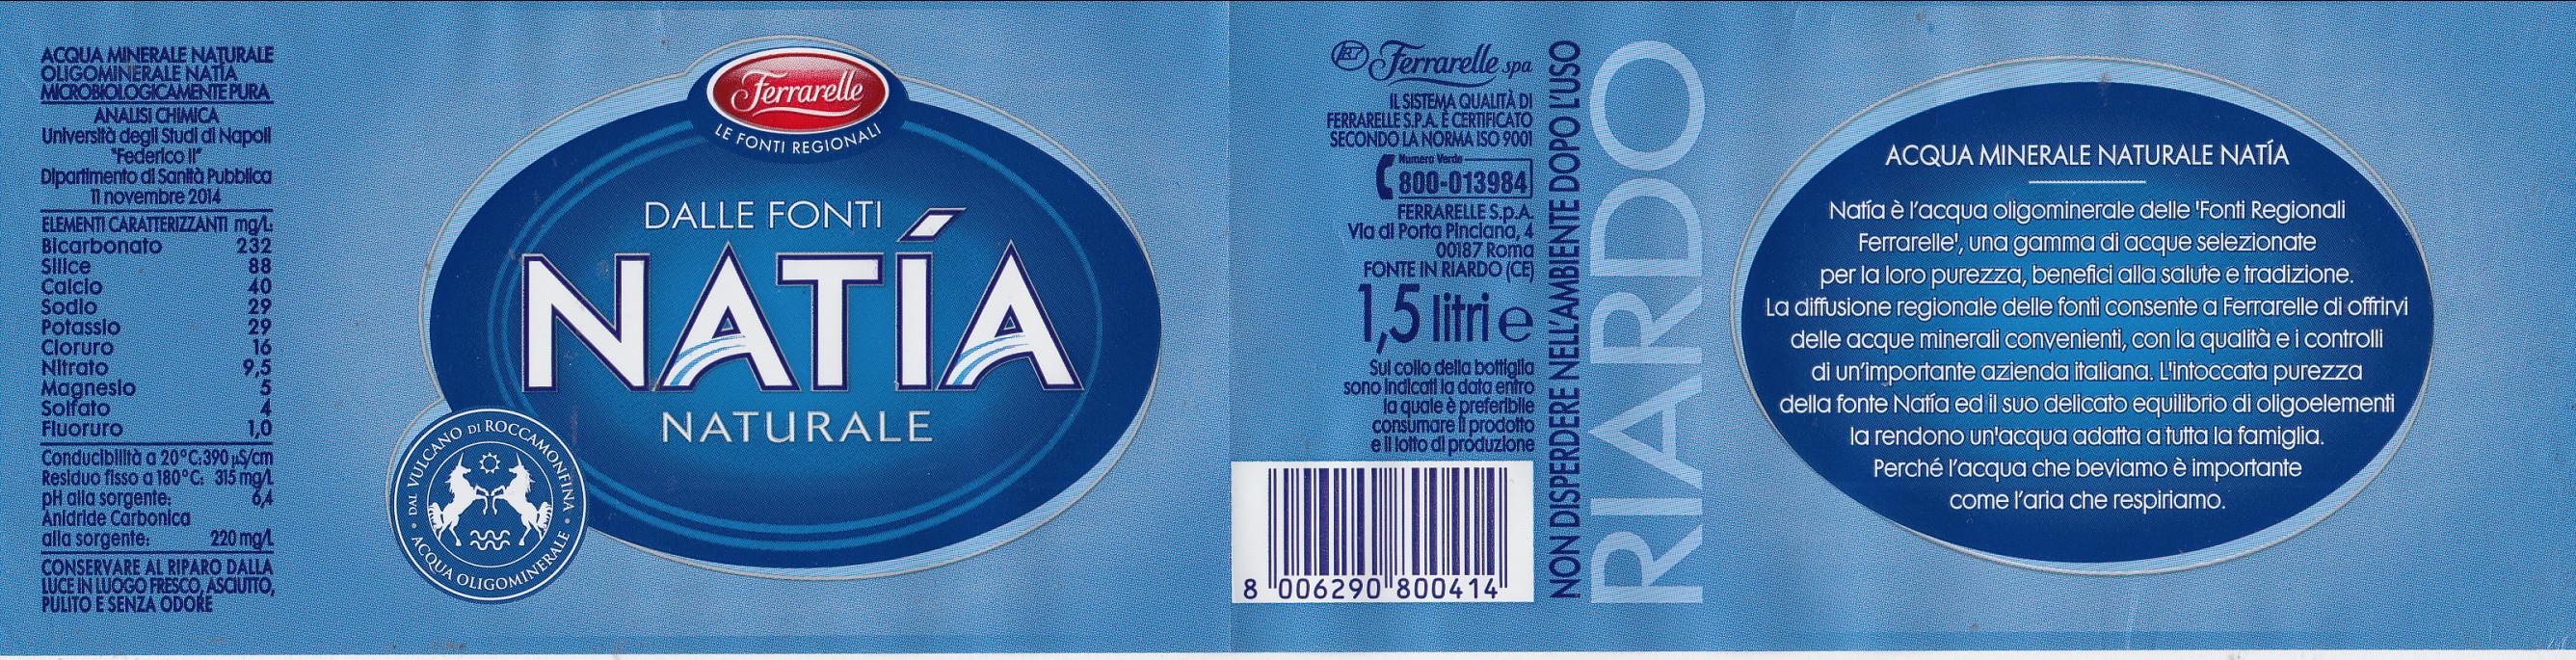 ACQUA MINERALE NATURALE
OLIGOMINERALE NATÍA
MICROBIOLOGICAMENTE PURA
ANALISI CHIMICA
Università degli Studi di Napoli
"Federico II"
Dipartimento di Sanità Pubblica
11 novembre 2014
ELEMENTI CARATTERIZZANTI mg/L:
Bicarbonato 232
Silice 88
Calcio 40
Sodio 29
Potassio 29
Cloruro 16
Nitrato 9,5
Magnesio 5
Solfato 4
Fluoruro 1,0
Conducibilità a 20°C: 390 µS/cm
Residuo fisso a 180°C: 315 mg/L
pH alla sorgente: 6,4
Anidride Carbonica
alla sorgente: 220 mg/L
CONSERVARE AL RIPARO DALLA
LUCE IN LUOGO FRESCO, ASCIUTTO,
PULITO E SENZA ODORE
Ferrarelle
LE FONTI REGIONALI
DALLE FONTI
NATÍA
NATURALE
DAL VULCANO DI ROCCAMONFINA
ACQUA OLIGOMINERALE
Ferrarelle spa
IL SISTEMA QUALITÀ DI
FERRARELLE S.P.A. È CERTIFICATO
SECONDO LA NORMA ISO 9001
Numero Verde
800-013984
FERRARELLE S.p.A.
Via di Porta Pinciana, 4
00187 Roma
FONTE IN RIARDO (CE)
1,5 litri e
Sul collo della bottiglia
sono indicati la data entro
la quale è preferibile
consumare il prodotto
e il lotto di produzione
8 006290 800414
NON DISPERDERE NELL'AMBIENTE DOPO L'USO
RIARDO
ACQUA MINERALE NATURALE NATÍA
Natía è l'acqua oligominerale delle 'Fonti Regionali
Ferrarelle', una gamma di acque selezionate
per la loro purezza, benefici alla salute e tradizione.
La diffusione regionale delle fonti consente a Ferrarelle di offrirvi
delle acque minerali convenienti, con la qualità e i controlli
di un'importante azienda italiana. L'intoccata purezza
della fonte Natía ed il suo delicato equilibrio di oligoelementi
la rendono un'acqua adatta a tutta la famiglia.
Perché l'acqua che beviamo è importante
come l'aria che respiriamo.